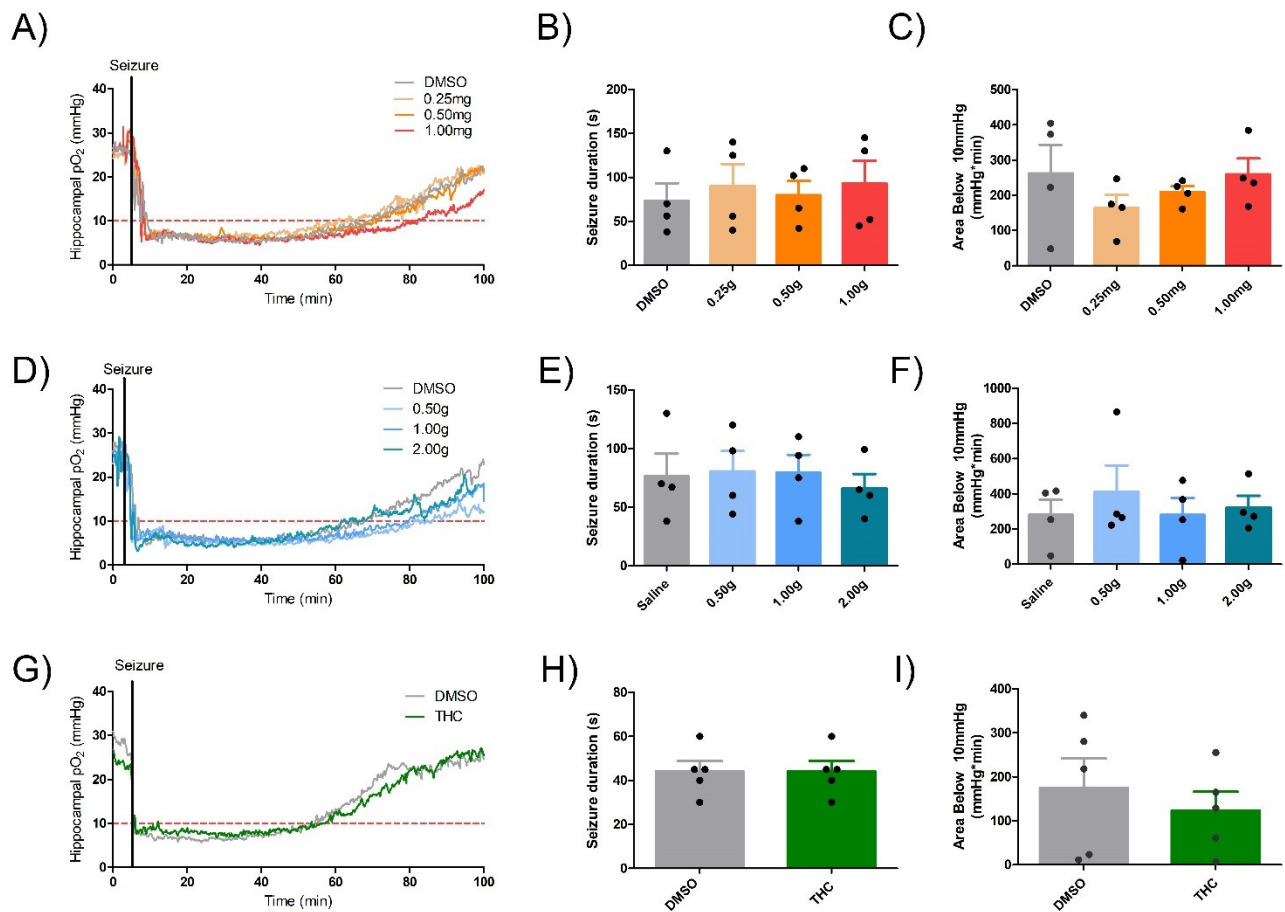 A)
Seizure
DMSO
0.25mg
0.50mg
1.00mg
Hippocampal pO2 (mmHg)
40
30
20
10
0
0 20 40 60 80 100
Time (min)
B)
Seizure duration (s)
200
150
100
50
0
DMSO 0.25g 0.50g 1.00g
C)
Area Below 10mmHg
(mmHg*min)
500
400
300
200
100
0
DMSO 0.25mg 0.50mg 1.00mg
D)
Seizure
DMSO
0.50g
1.00g
2.00g
Hippocampal pO2 (mmHg)
40
30
20
10
0
0 20 40 60 80 100
Time (min)
E)
Seizure duration (s)
150
100
50
0
Saline 0.50g 1.00g 2.00g
F)
Area Below 10mmHg
(mmHg*min)
1000
800
600
400
200
0
Saline 0.50g 1.00g 2.00g
G)
Seizure
DMSO
THC
Hippocampal pO2 (mmHg)
40
30
20
10
0
0 20 40 60 80 100
Time (min)
H)
Seizure duration (s)
80
60
40
20
0
DMSO THC
I)
Area Below 10mmHg
(mmHg*min)
400
300
200
100
0
DMSO THC